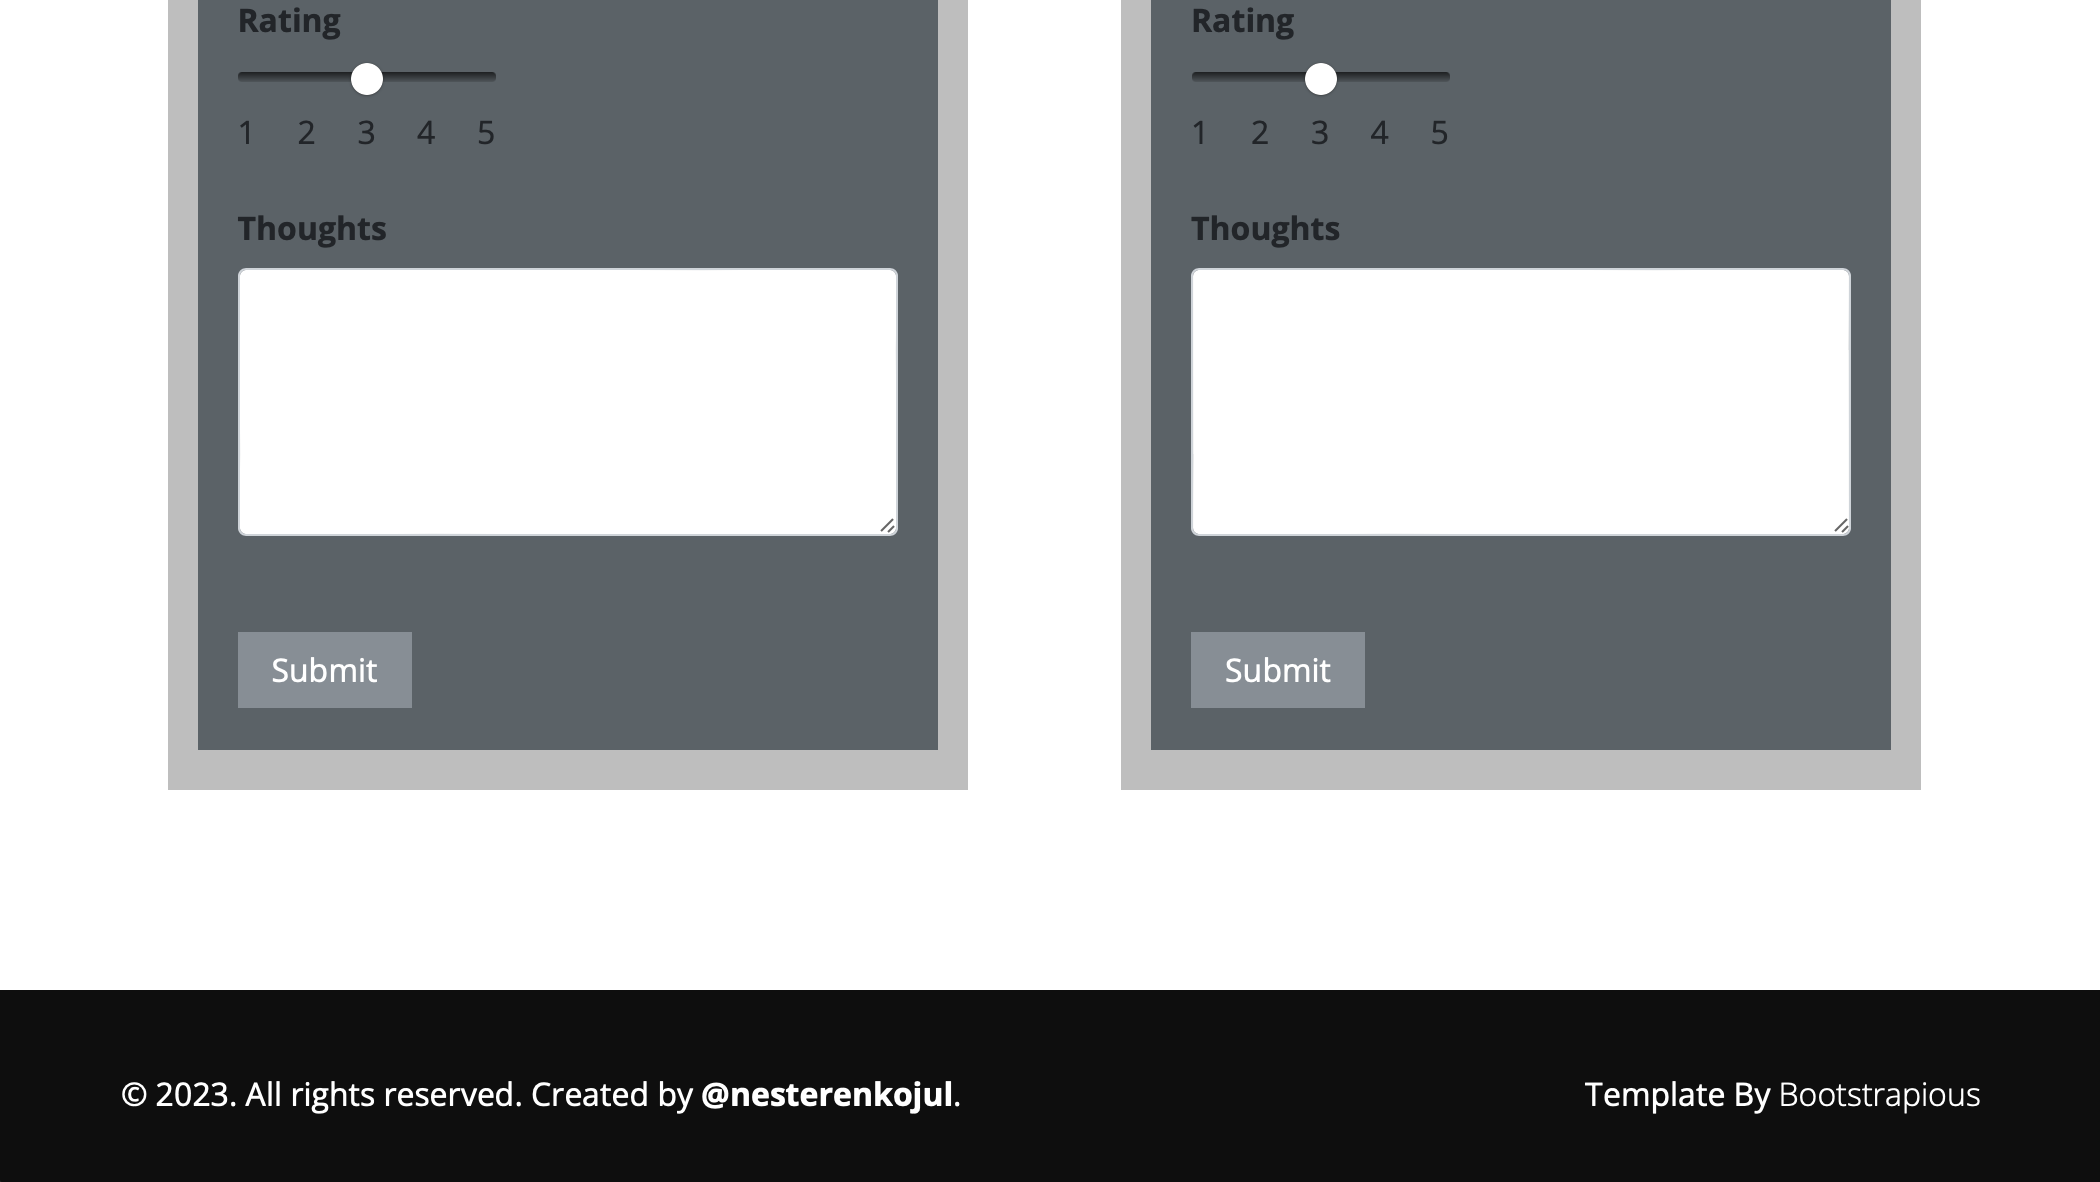 Rating
1 2 3 4 5
Thoughts
Submit
Rating
1 2 3 4 5
Thoughts
Submit
© 2023. All rights reserved. Created by @nesterenkojul.
Template By Bootstrapious